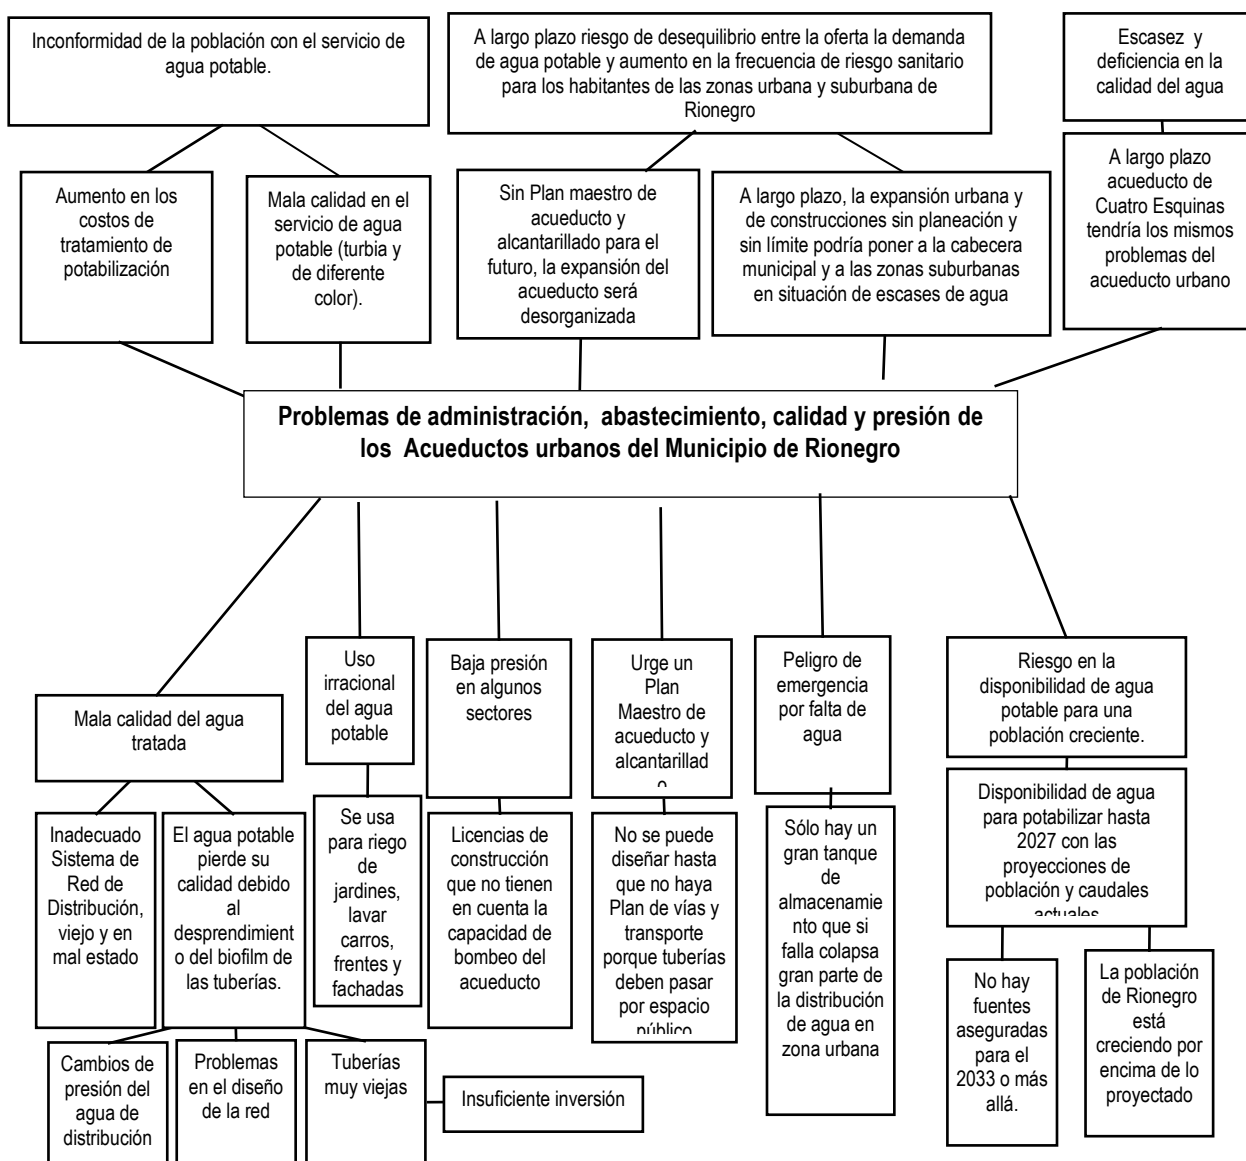 Inconformidad de la población con el servicio de
agua potable.
A largo plazo riesgo de desequilibrio entre la oferta la demanda
de agua potable y aumento en la frecuencia de riesgo sanitario
para los habitantes de las zonas urbana y suburbana de
Rionegro
Escasez y
deficiencia en la
calidad del agua
Aumento en los
costos de
tratamiento de
potabilización
Mala calidad en el
servicio de agua
potable (turbia y
de diferente
color).
Sin Plan maestro de
acueducto y
alcantarillado para el
futuro, la expansión del
acueducto será
desorganizada
A largo plazo, la expansión urbana y
de construcciones sin planeación y
sin límite podría poner a la cabecera
municipal y a las zonas suburbanas
en situación de escases de agua
A largo plazo
acueducto de
Cuatro Esquinas
tendría los mismos
problemas del
acueducto urbano
Problemas de administración, abastecimiento, calidad y presión de
los Acueductos urbanos del Municipio de Rionegro
Mala calidad del agua
tratada
Uso
irracional
del agua
potable
Baja presión
en algunos
sectores
Urge un
Plan
Maestro de
acueducto y
alcantarillad
o
Peligro de
emergencia
por falta de
agua
Riesgo en la
disponibilidad de agua
potable para una
población creciente.
Inadecuado
Sistema de
Red de
Distribución,
viejo y en
mal estado
El agua potable
pierde su
calidad debido
al
desprendimient
o del biofilm de
las tuberías.
Se usa
para riego
de
jardines,
lavar
carros,
frentes y
fachadas
Licencias de
construcción
que no tienen
en cuenta la
capacidad de
bombeo del
acueducto
No se puede
diseñar hasta
que no haya
Plan de vías y
transporte
porque tuberías
deben pasar
por espacio
público
Sólo hay un
gran tanque
de
almacenamie
nto que si
falla colapsa
gran parte de
la distribución
de agua en
zona urbana
Disponibilidad de agua
para potabilizar hasta
2027 con las
proyecciones de
población y caudales
actuales
No hay
fuentes
aseguradas
para el
2033 o más
allá.
La población
de Rionegro
está
creciendo por
encima de lo
proyectado
Cambios de
presión del
agua de
distribución
Problemas
en el diseño
de la red
Tuberías
muy viejas
Insuficiente inversión